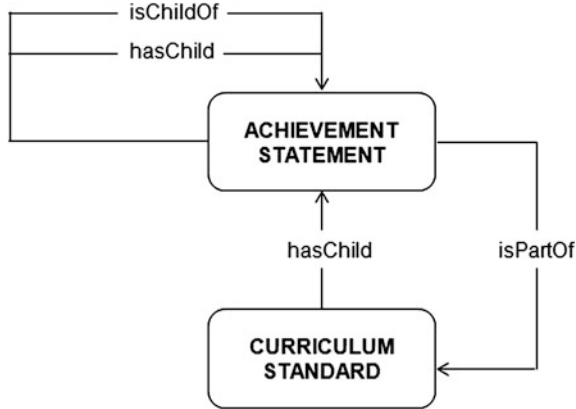 isChildOf
hasChild
ACHIEVEMENT
STATEMENT
hasChild
isPartOf
CURRICULUM
STANDARD